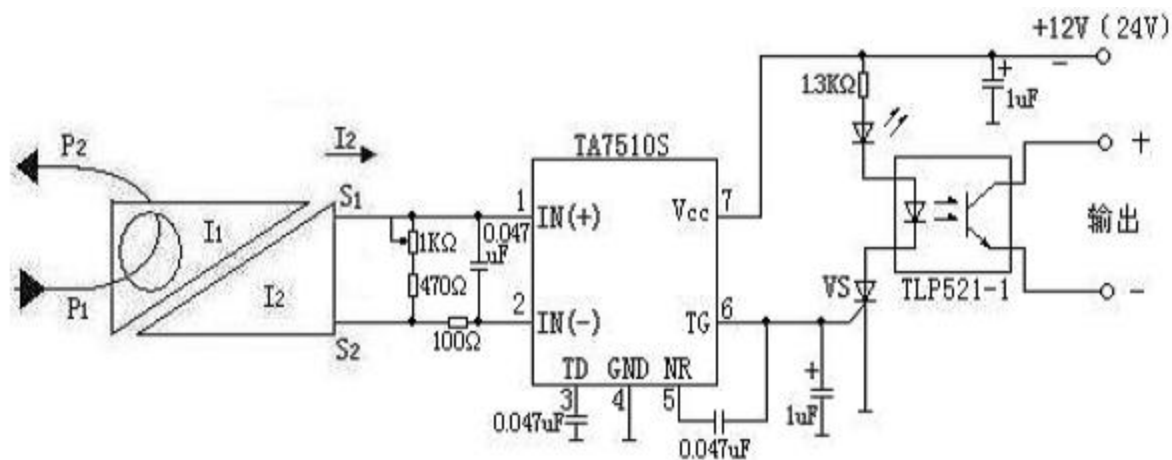 +12V(24V)
1.3KΩ
+
−
1uF
P2
I2
TA7510S
S1
1
7
IN(+)
Vcc
+
输出
I1
1KΩ
0.047
uF
I2
470Ω
P1
VS
TLP521-1
−
2
IN(-)
TG
6
S2
100Ω
TD
GND
NR
3
4
5
+
0.047uF
0.047uF
1uF